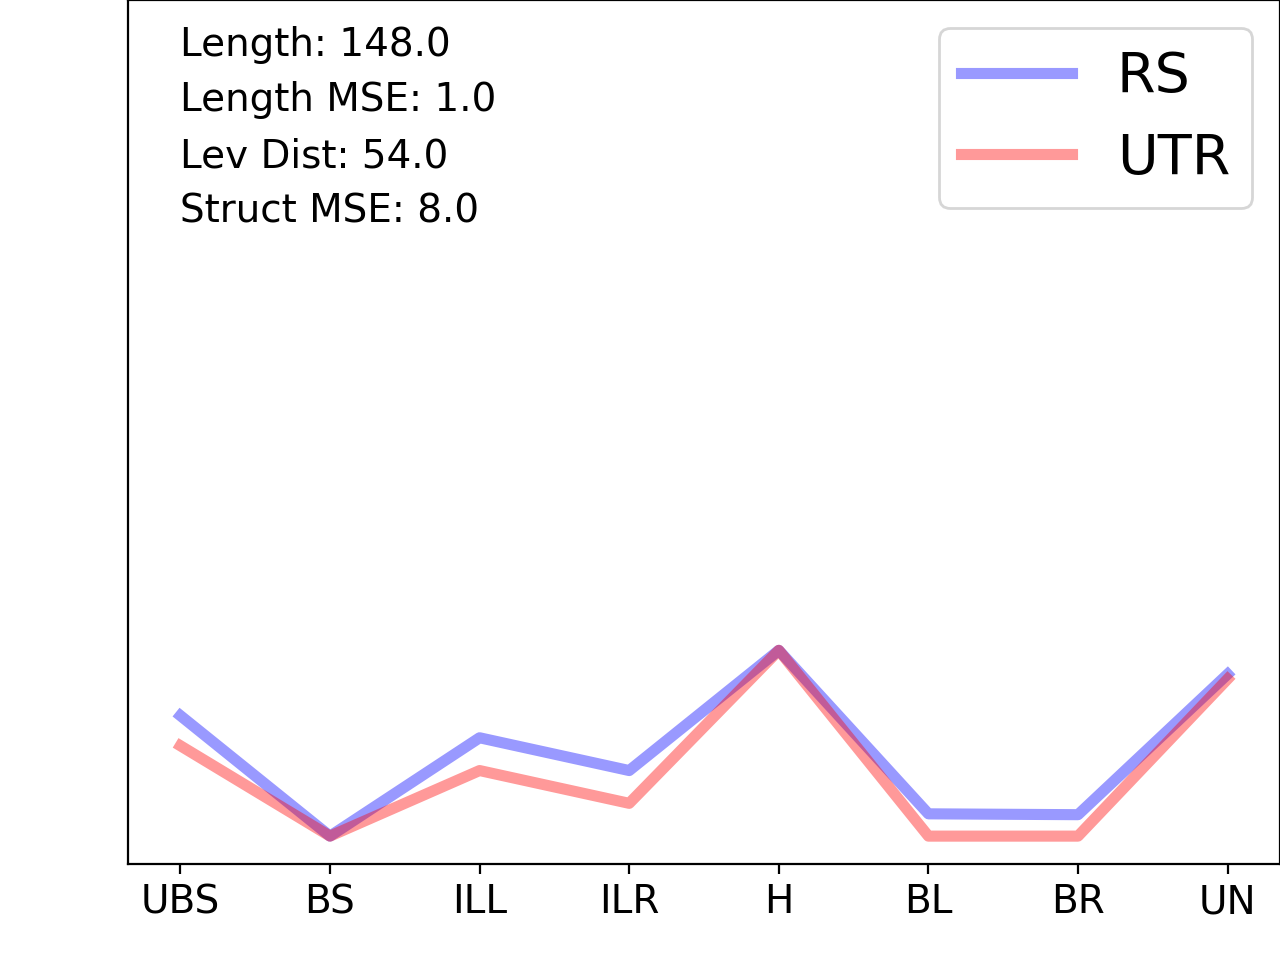 Length: 148.0
Length MSE: 1.0
Lev Dist: 54.0
Struct MSE: 8.0
RS
UTR
UBS BS ILL ILR H BL BR UN